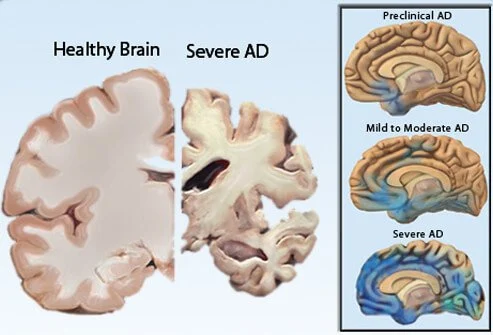 Healthy Brain
Severe AD
Preclinical AD
Mild to Moderate AD
Severe AD